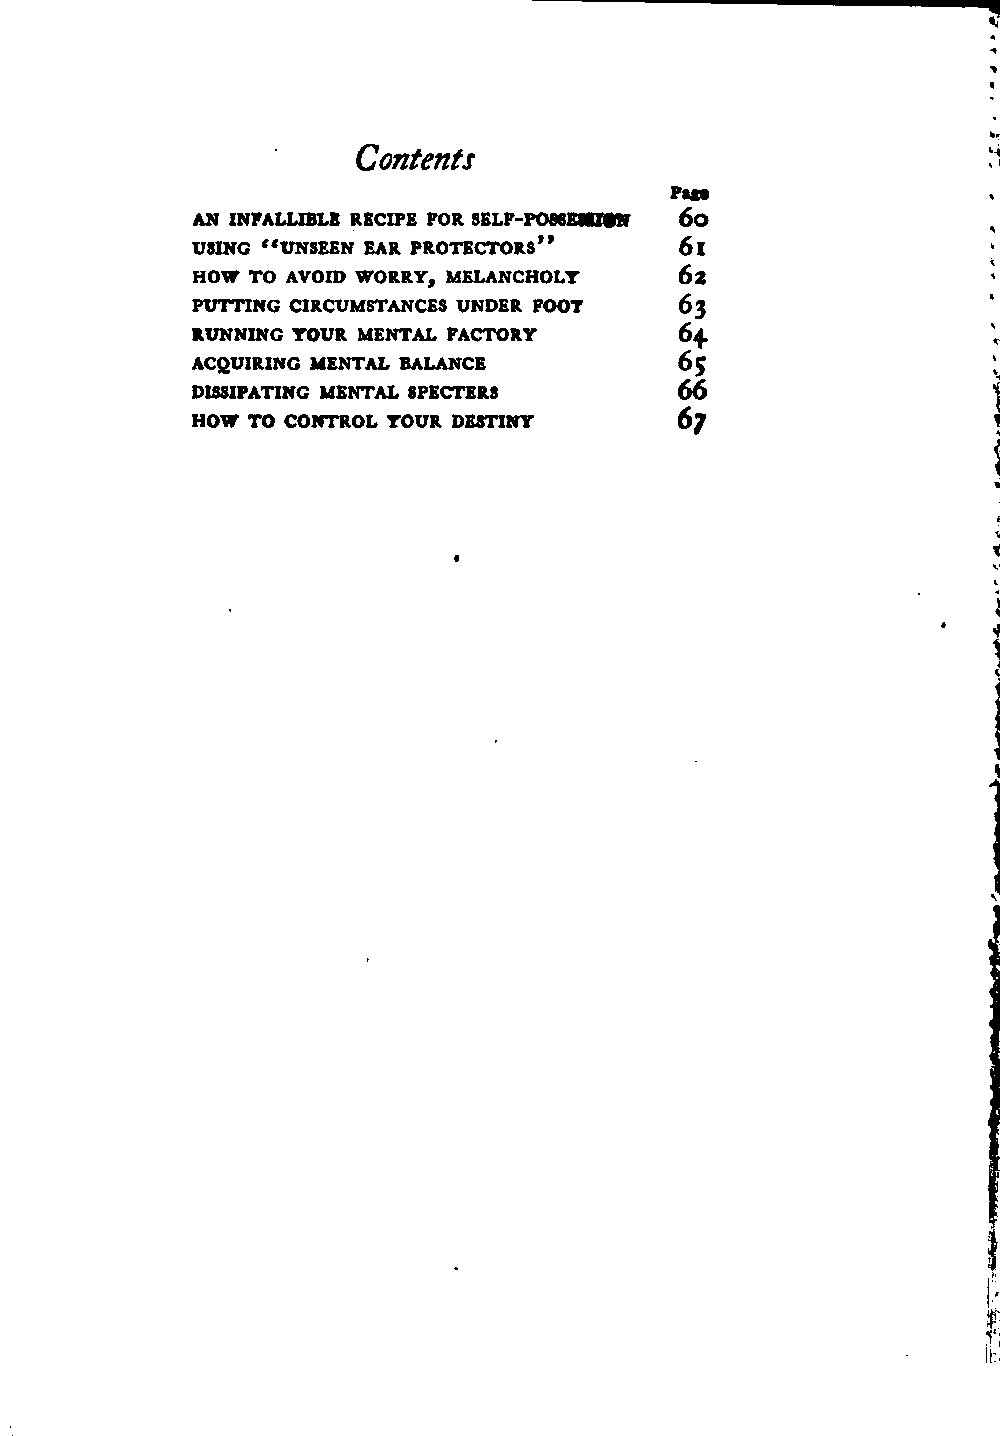 Contents
Page
AN INFALLIBLE RECIPE FOR SELF-POSSESSION 60
USING “UNSEEN EAR PROTECTORS” 61
HOW TO AVOID WORRY, MELANCHOLY 62
PUTTING CIRCUMSTANCES UNDER FOOT 63
RUNNING YOUR MENTAL FACTORY 64
ACQUIRING MENTAL BALANCE 65
DISSIPATING MENTAL SPECTERS 66
HOW TO CONTROL YOUR DESTINY 67